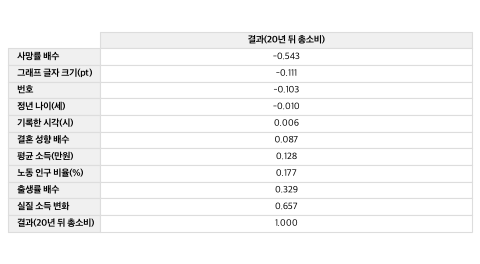 결과(20년 뒤 총소비)
사망률 배수 -0.543
그래프 글자 크기(pt) -0.111
번호 -0.103
정년 나이(세) -0.010
기록한 시각(시) 0.006
결혼 성향 배수 0.087
평균 소득(만원) 0.128
노동 인구 비율(%) 0.177
출생률 배수 0.329
실질 소득 변화 0.657
결과(20년 뒤 총소비) 1.000